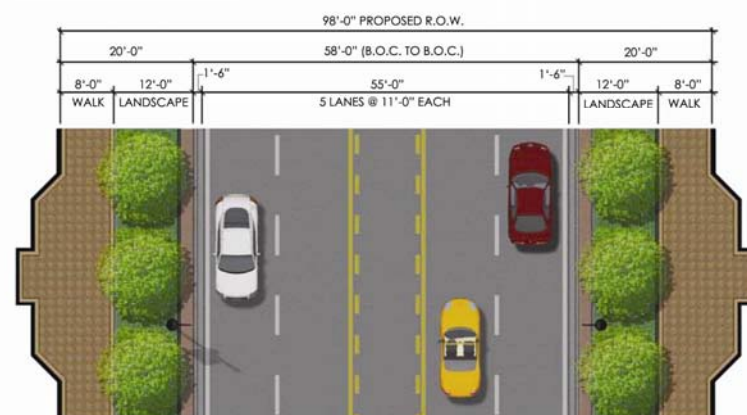 98'-0" PROPOSED R.O.W.
20'-0" 58'-0" (B.O.C. TO B.O.C.) 20'-0"
8'-0" 12'-0" 1'-6" 55'-0" 1'-6" 12'-0" 8'-0"
WALK LANDSCAPE 5 LANES @ 11'-0" EACH LANDSCAPE WALK